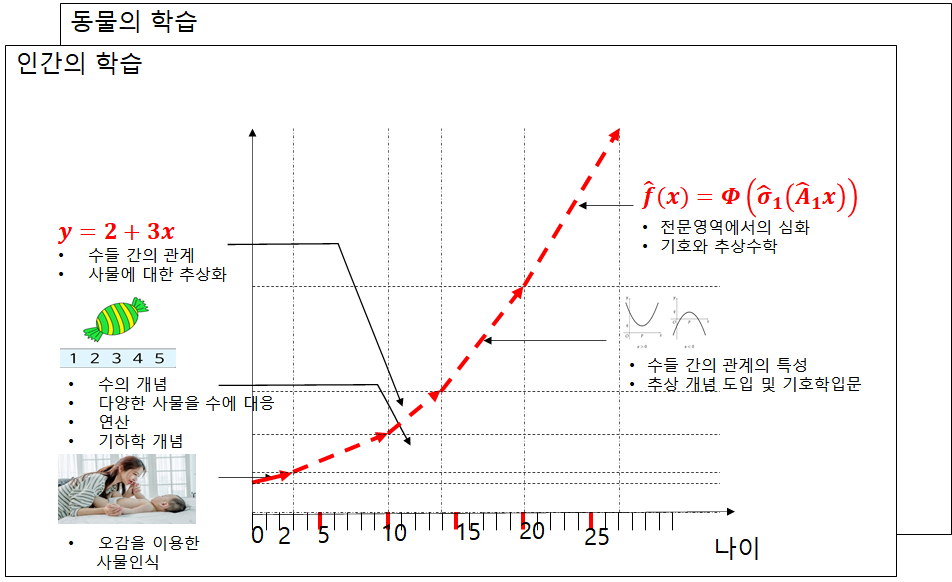 동물의 학습
인간의 학습
y = 2 + 3x
• 수들 간의 관계
• 사물에 대한 추상화
1 2 3 4 5
• 수의 개념
• 다양한 사물을 수에 대응
• 연산
• 기하학 개념
• 오감을 이용한
사물인식
f̂(x) = Φ(σ̂₁(Â₁x))
• 전문영역에서의 심화
• 기호와 추상수학
• 수들 간의 관계의 특성
• 추상 개념 도입 및 기호학입문
0 2 5 10 15 20 25
나이